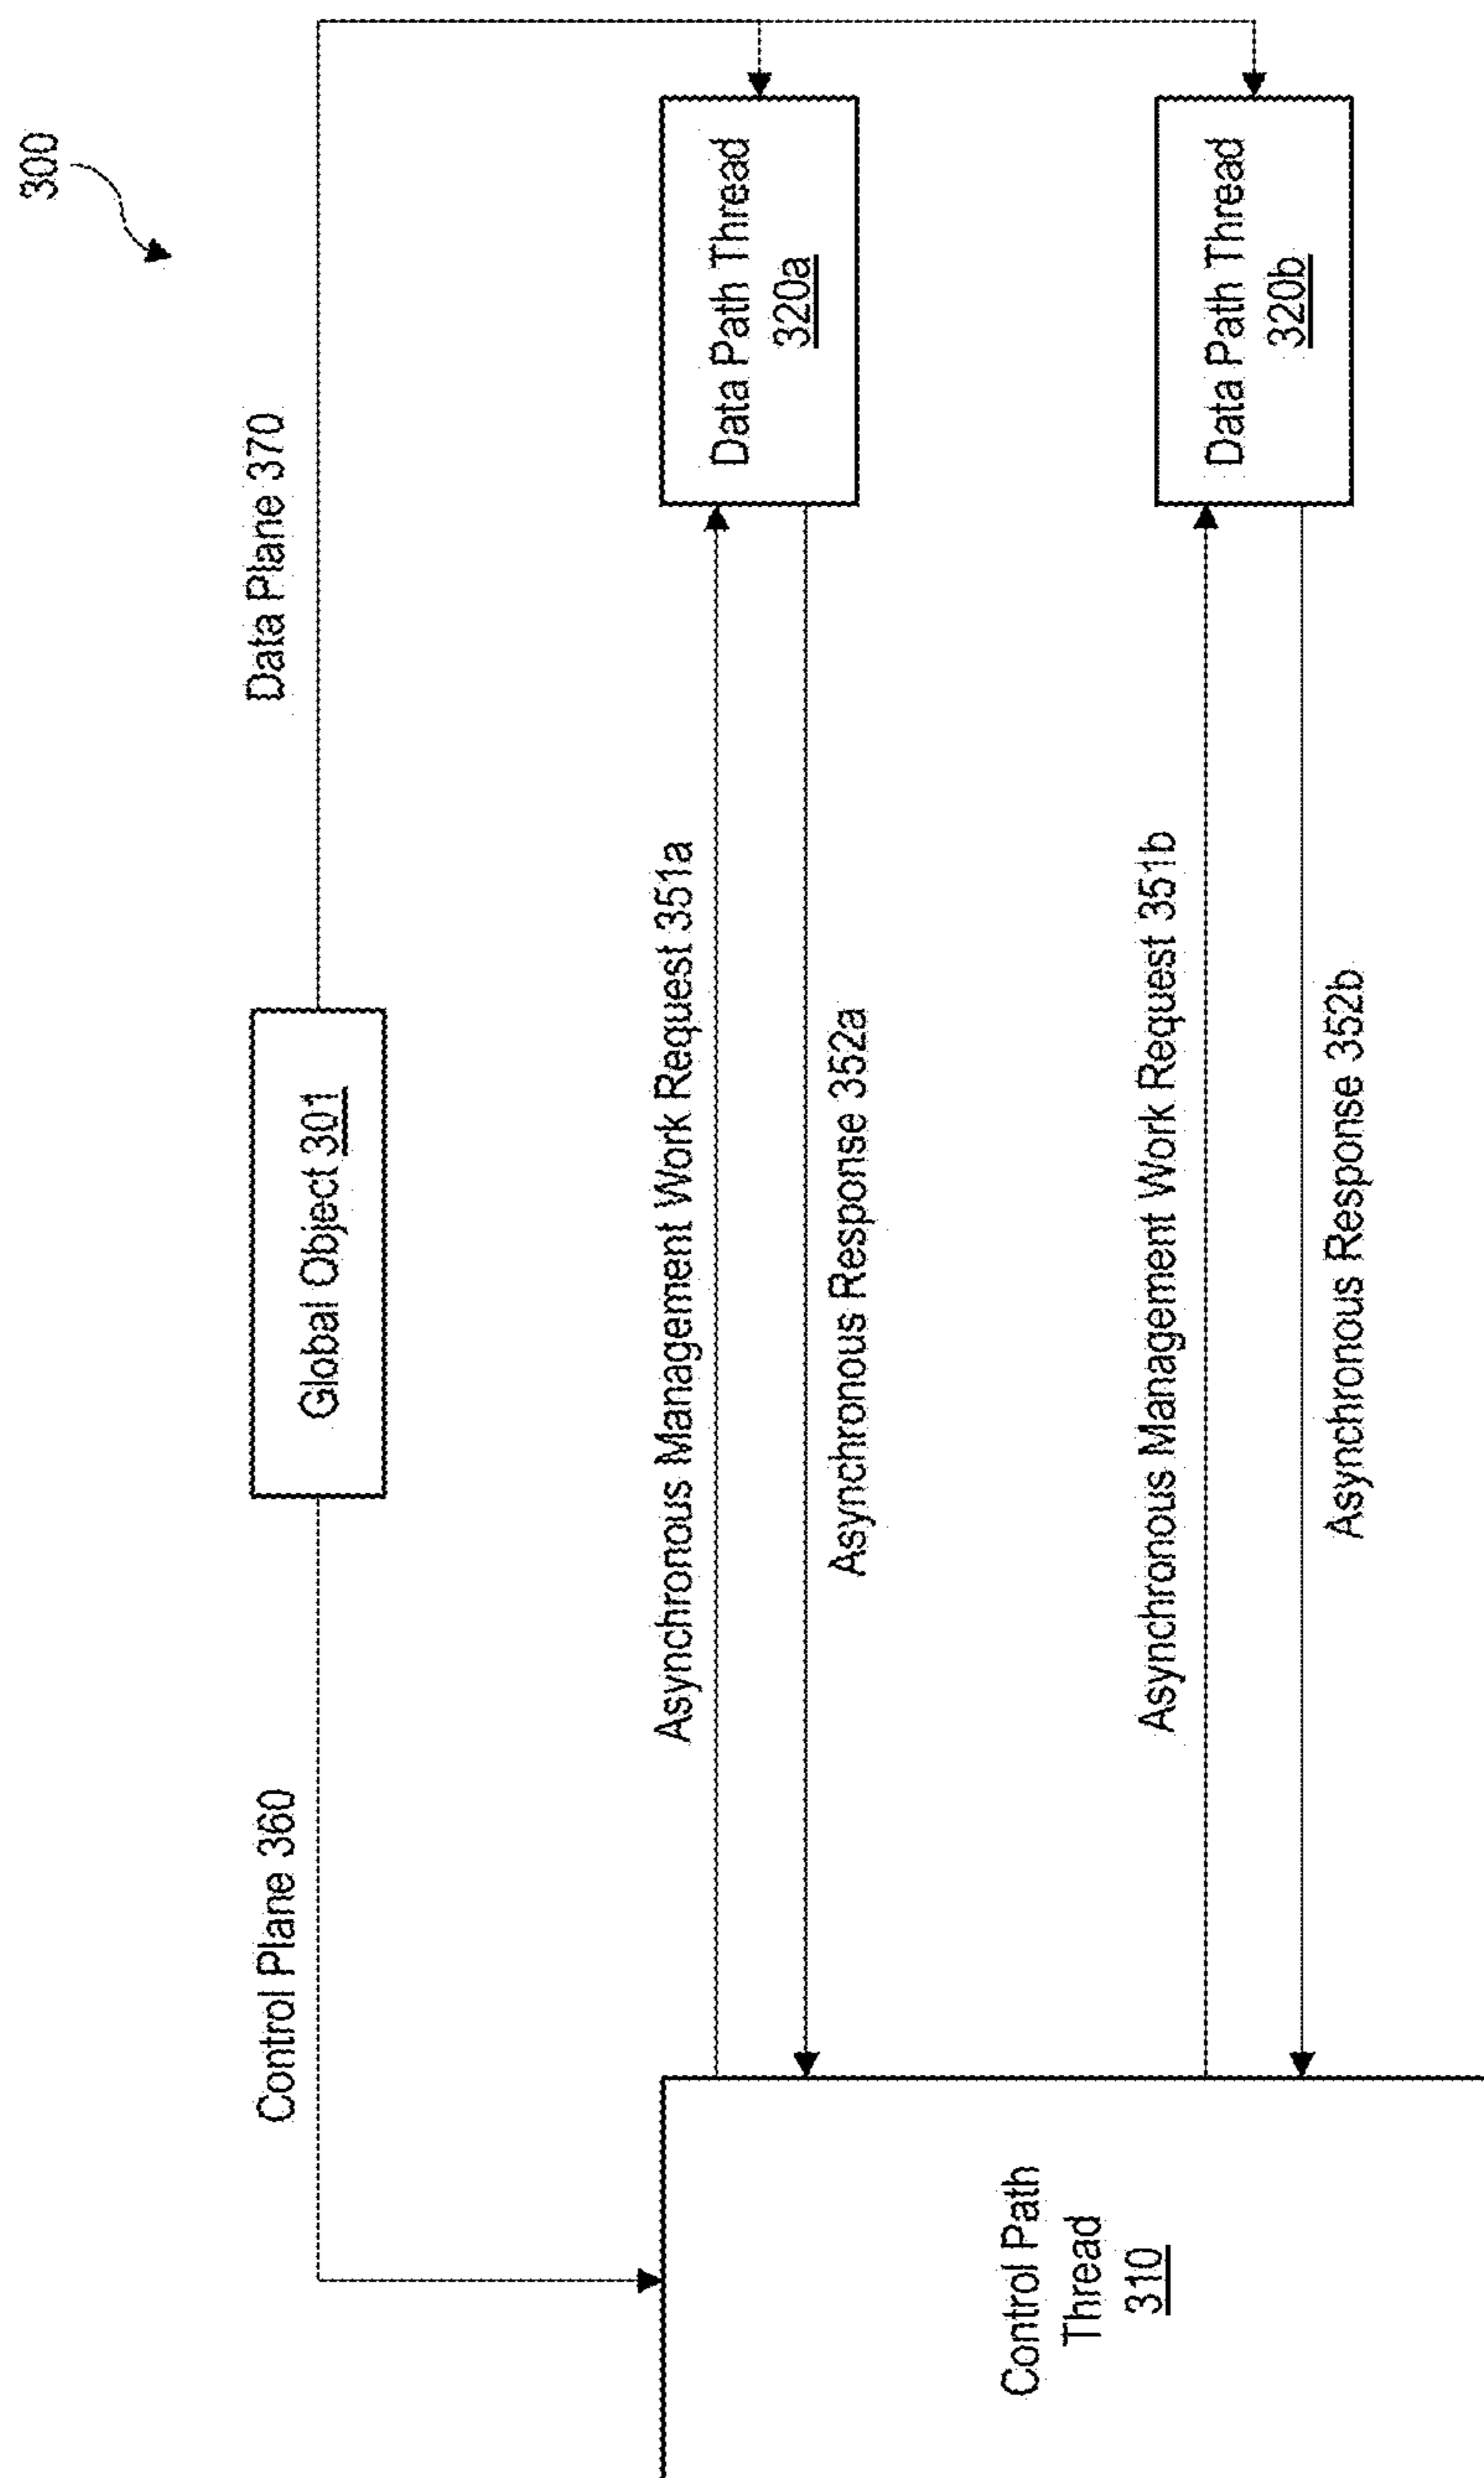 300
Control Plane 360
Data Plane 370
Global Object 301
Asynchronous Management Work Request 351a
Data Path Thread
320a
Asynchronous Response 352a
Control Path
Thread
310
Asynchronous Management Work Request 351b
Data Path Thread
320b
Asynchronous Response 352b